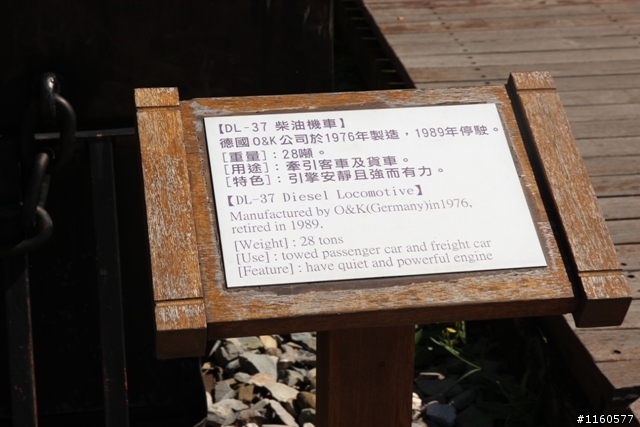 【DL-37 柴油機車】
德國O&K公司於1976年製造，1989年停駛。
[重量]：28噸。
[用途]：牽引客車及貨車。
[特色]：引擎安靜且強而有力。
【DL-37 Diesel Locomotive】
Manufactured by O&K(Germany)in1976,
retired in 1989.
[Weight] : 28 tons
[Use] : towed passenger car and freight car
[Feature] : have quiet and powerful engine
#1160577